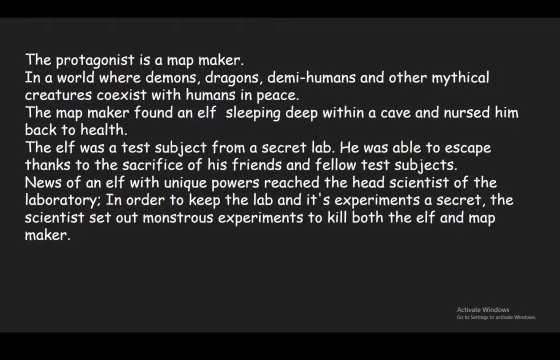 The protagonist is a map maker.
In a world where demons, dragons, demi-humans and other mythical
creatures coexist with humans in peace.
The map maker found an elf sleeping deep within a cave and nursed him
back to health.
The elf was a test subject from a secret lab. He was able to escape
thanks to the sacrifice of his friends and fellow test subjects.
News of an elf with unique powers reached the head scientist of the
laboratory; In order to keep the lab and it's experiments a secret, the
scientist set out monstrous experiments to kill both the elf and map
maker.
Activate Windows
Go to Settings to activate Windows.